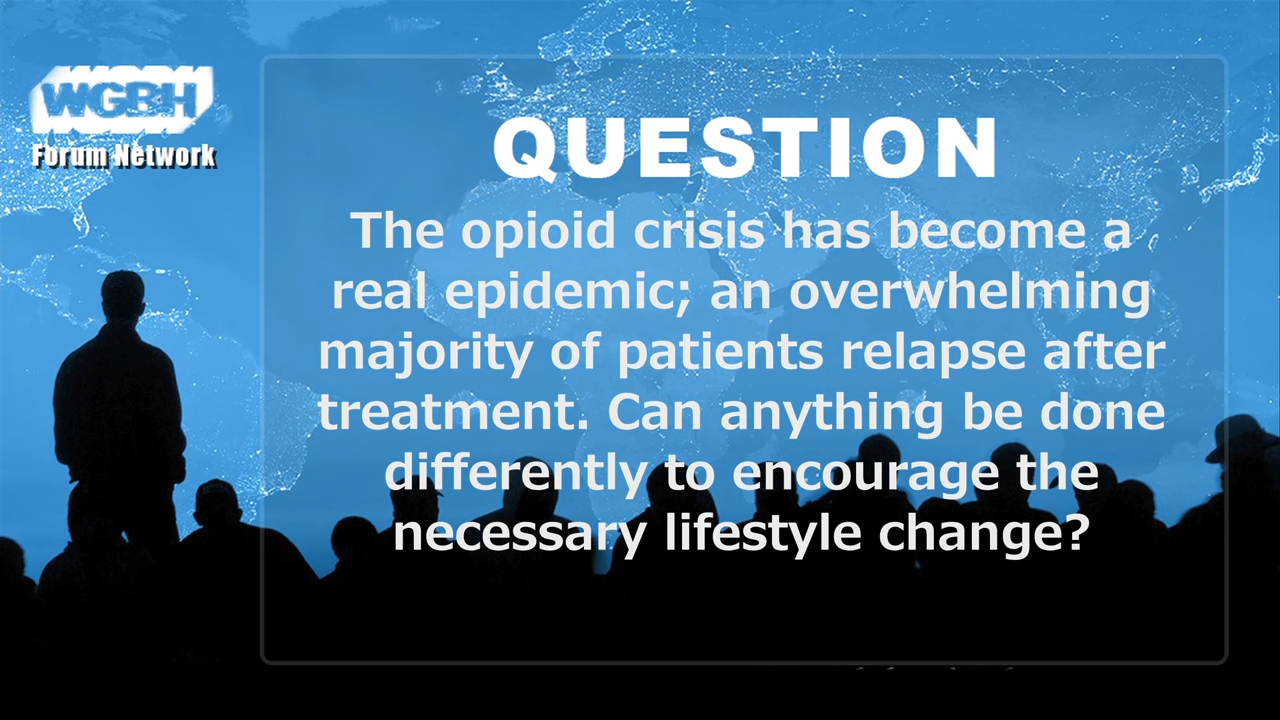 WGBH
Forum Network
QUESTION
The opioid crisis has become a
real epidemic; an overwhelming
majority of patients relapse after
treatment. Can anything be done
differently to encourage the
necessary lifestyle change?